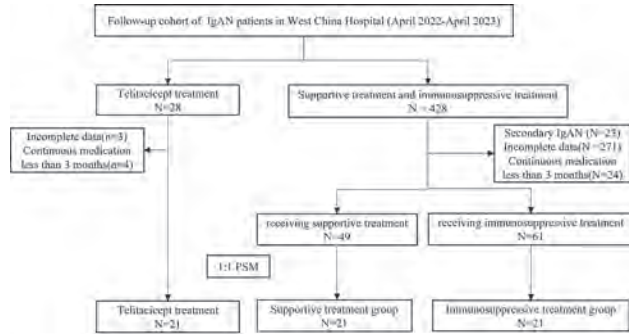 Follow-up cohort of IgAN patients in West China Hospital (April 2022-April 2023)
Telitacicept treatment
N=28
Supportive treatment and immunosuppressive treatment
N = 428
Incomplete data(n=3)
Continuous medication
less than 3 months(n=4)
Secondary IgAN (N=23)
Incomplete data(N =271)
Continuous medication
less than 3 months(N=24)
receiving supportive treatment
N=49
receiving immunosuppressive treatment
N=61
1:1 PSM
Telitacicept treatment
N=21
Supportive treatment group
N=21
Immunosuppressive treatment group
N=21